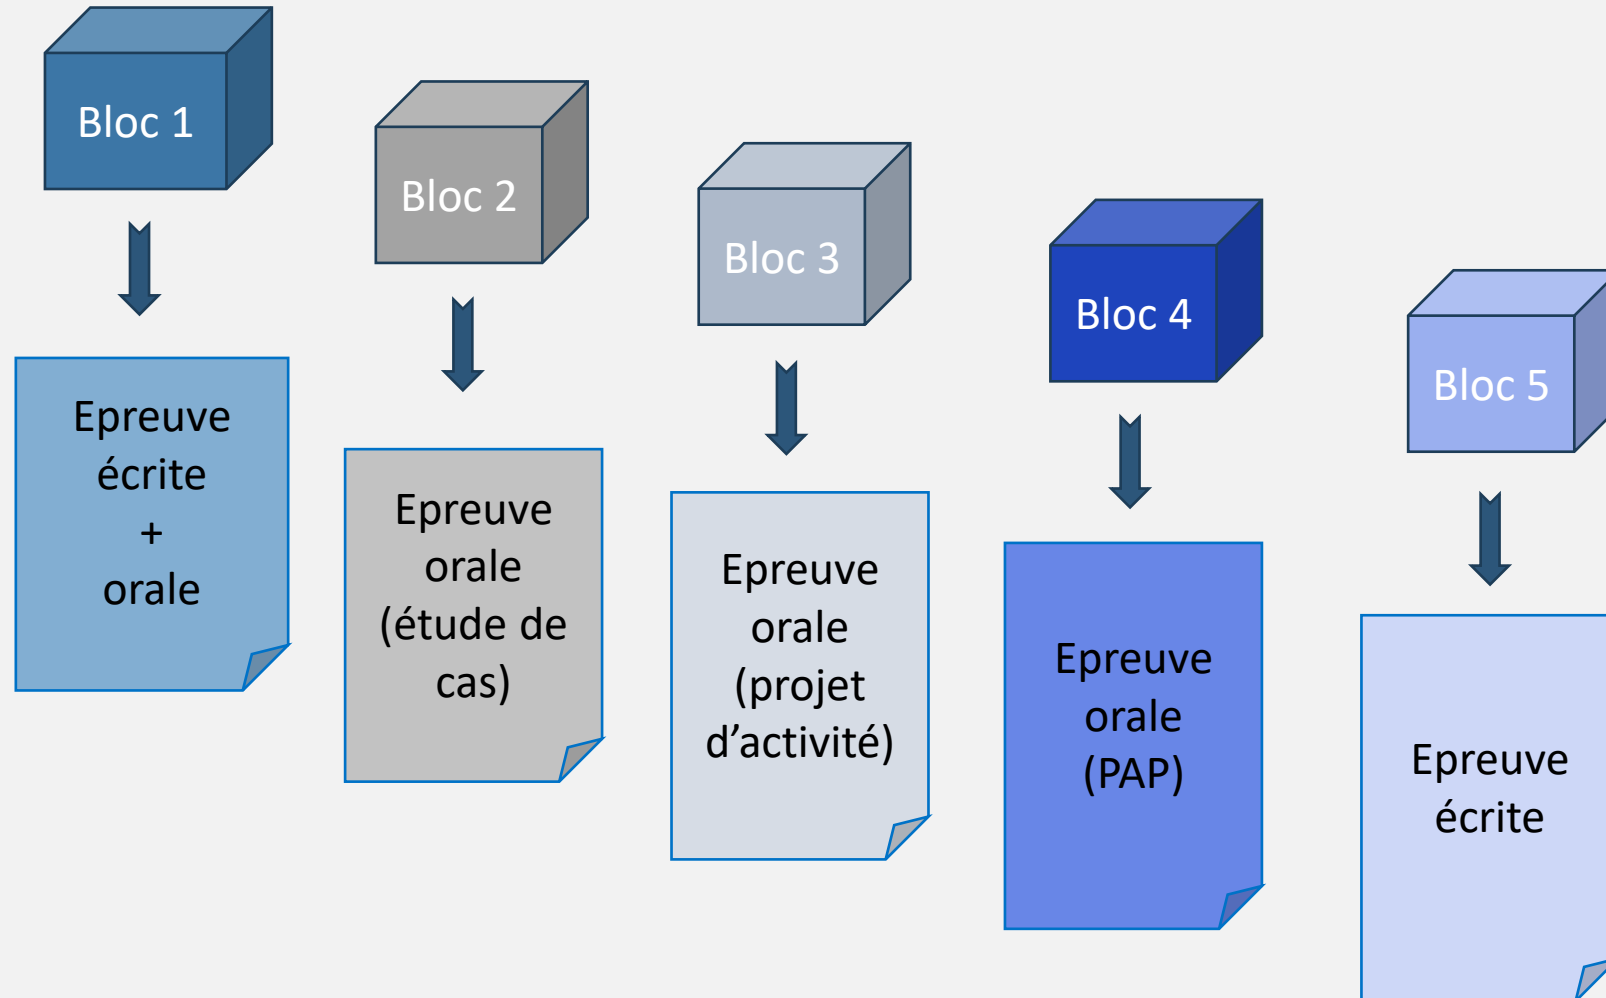 Bloc 1
Epreuve
écrite
+
orale
Bloc 2
Epreuve
orale
(étude de
cas)
Bloc 3
Epreuve
orale
(projet
d’activité)
Bloc 4
Epreuve
orale
(PAP)
Bloc 5
Epreuve
écrite